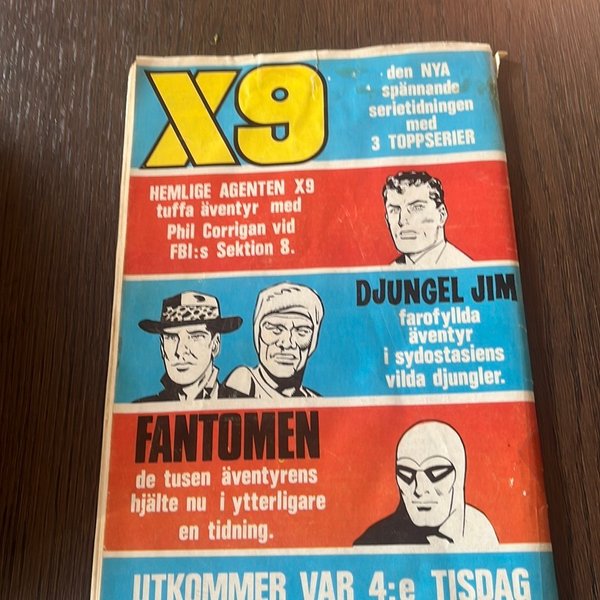 X9
den NYA
spännande
serietidningen
med
3 TOPPSERIER
HEMLIGE AGENTEN X9
tuffa äventyr med
Phil Corrigan vid
FBI:s Sektion 8.
DJUNGEL JIM
farofyllda
äventyr
i sydostasiens
vilda djungler.
FANTOMEN
de tusen äventyrens
hjälte nu i ytterligare
en tidning.
UTKOMMER VAR 4:e TISDAG